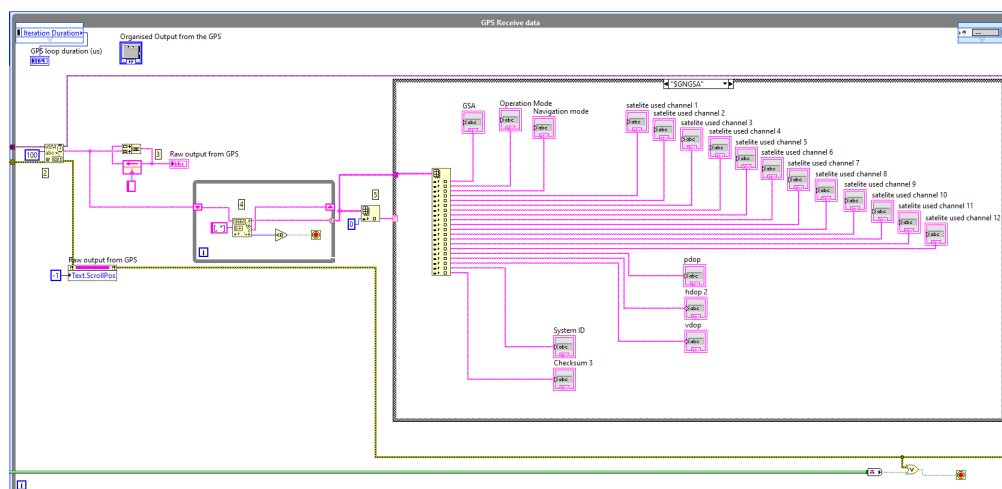 GPS Receive data
Iteration Duration
GPS loop duration (us)
Organised Output from the GPS
"$GNGSA"
GSA
Operation Mode
Navigation mode
satelite used channel 1
satelite used channel 2
satelite used channel 3
satelite used channel 4
satelite used channel 5
satelite used channel 6
satelite used channel 7
satelite used channel 8
satelite used channel 9
satelite used channel 10
satelite used channel 11
satelite used channel 12
100
2
3
Raw output from GPS
abc
4
5
0
i
Raw output from GPS
-1
Text.ScrollPos
pdop
hdop 2
vdop
System ID
Checksum 3
i